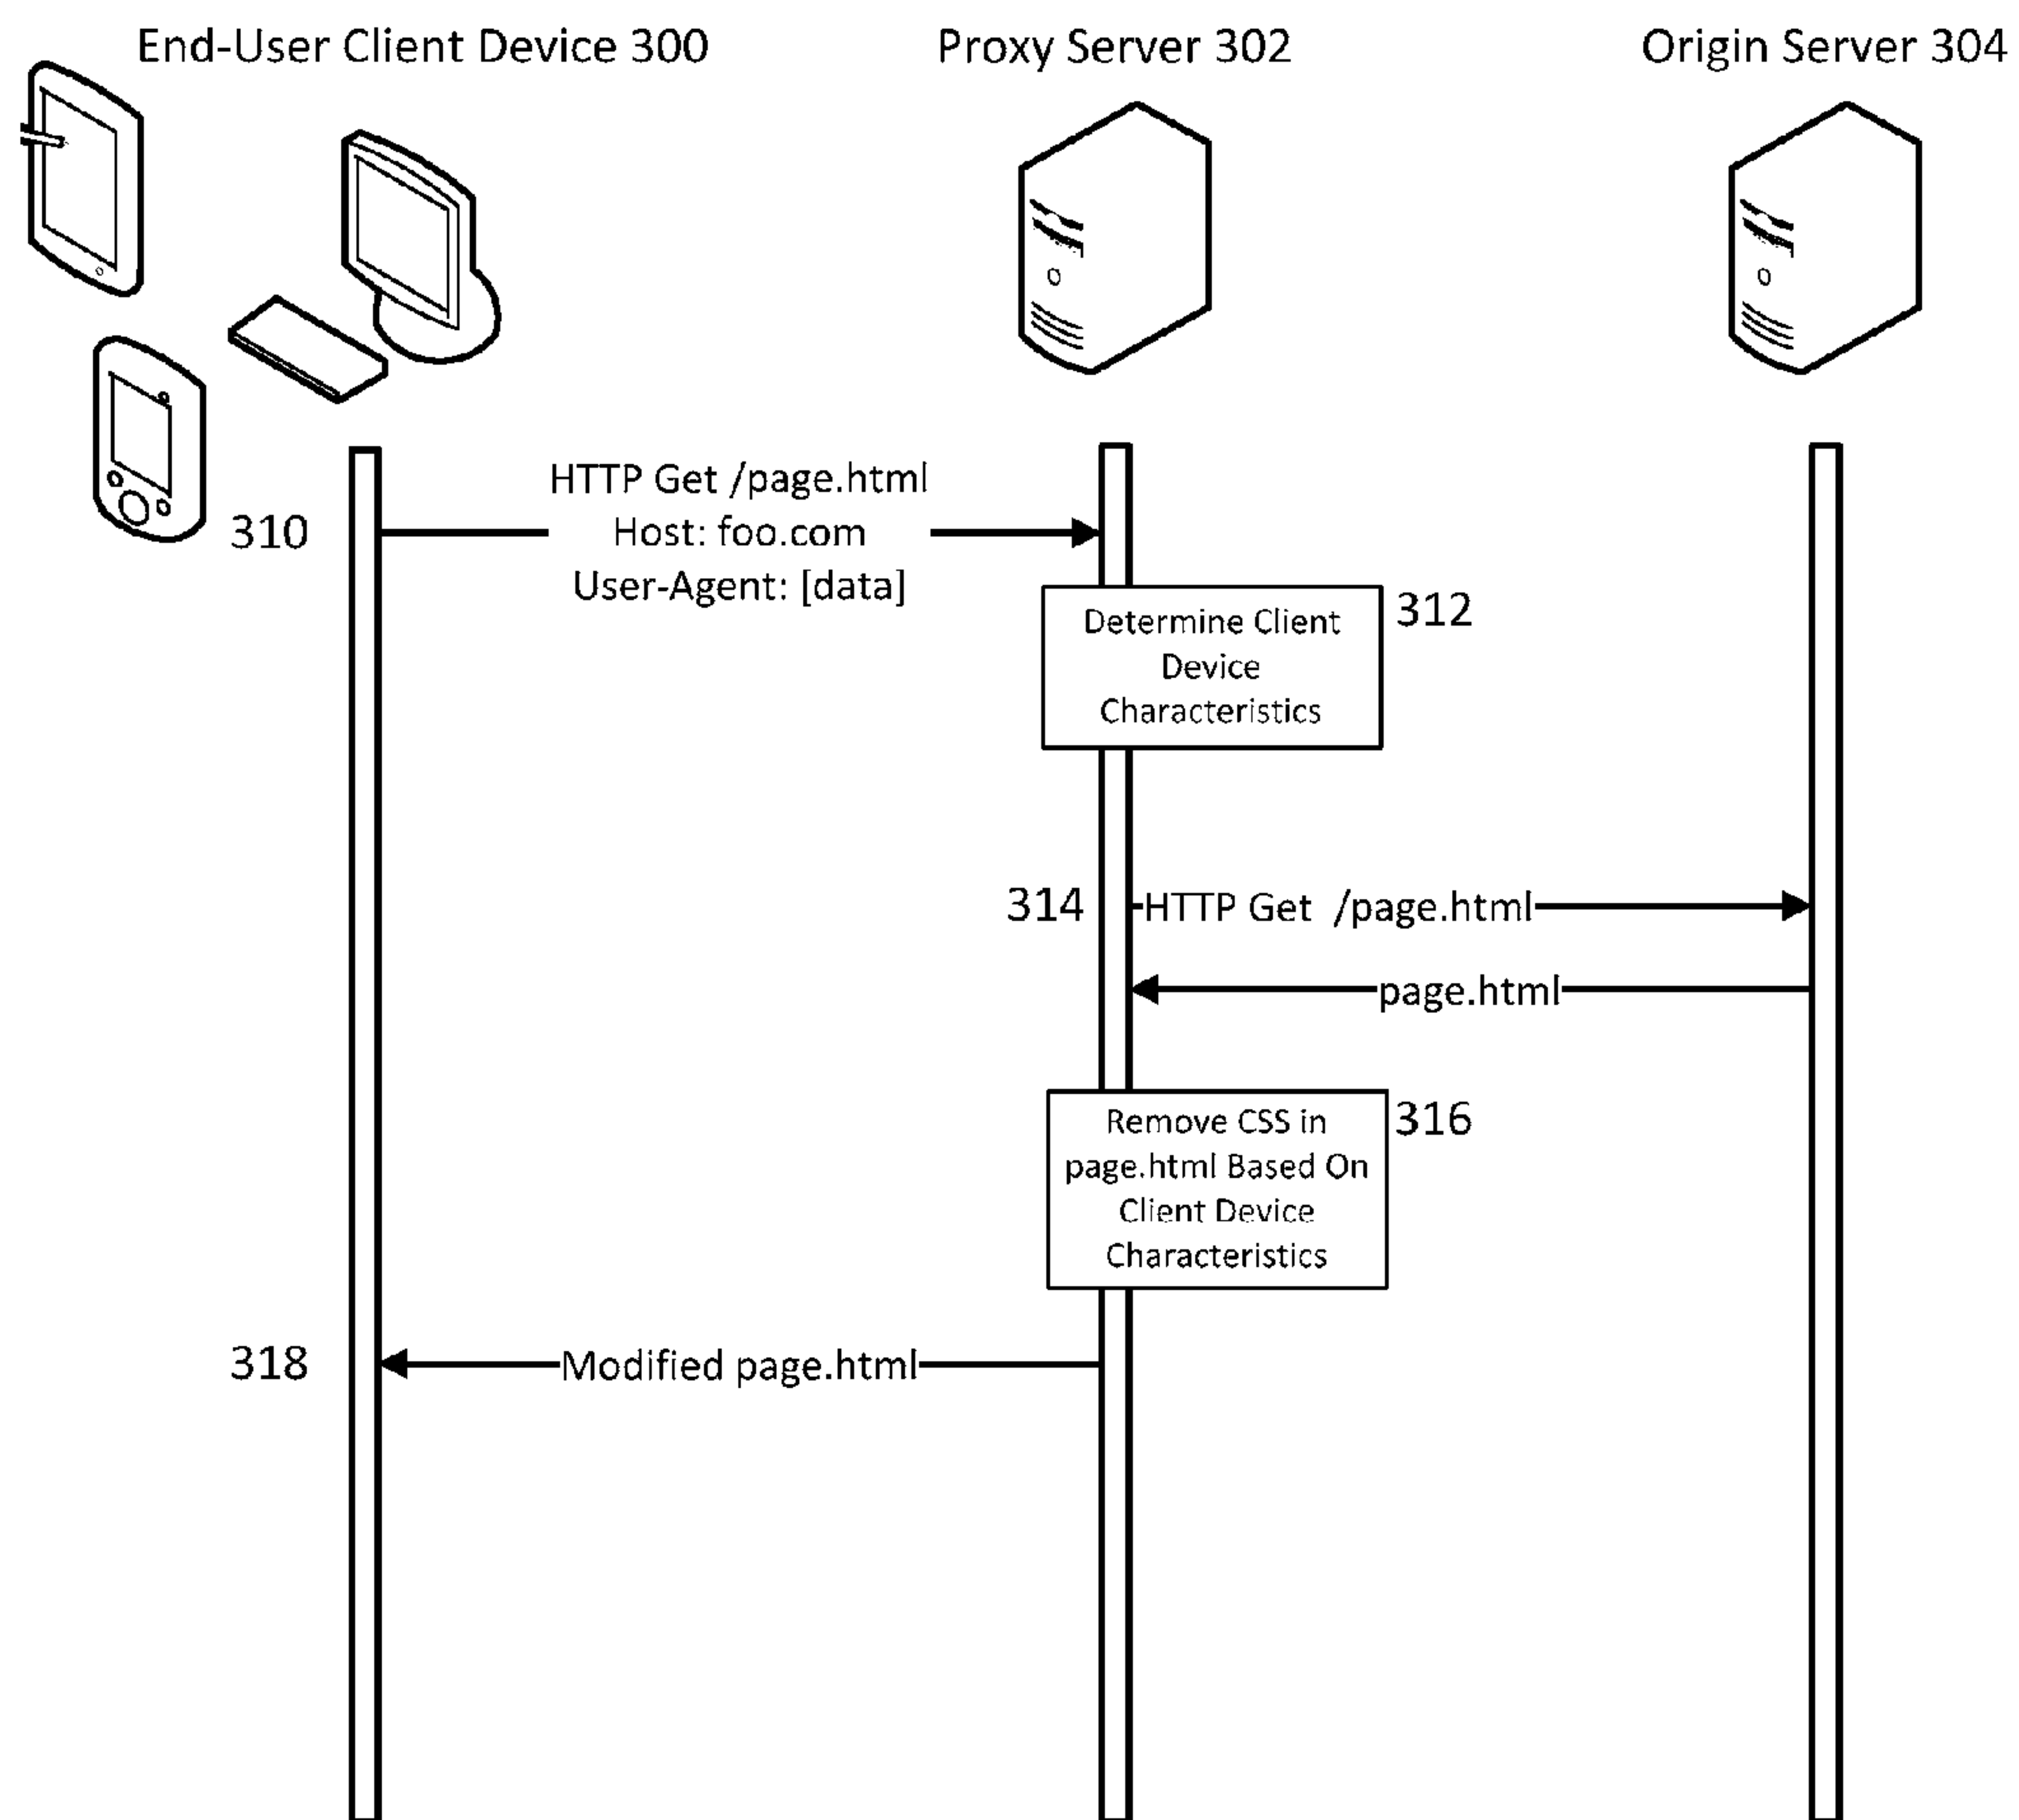 End-User Client Device 300
Proxy Server 302
Origin Server 304
HTTP Get /page.html
310
Host: foo.com
User-Agent: [data]
Determine Client
Device
Characteristics
312
314
HTTP Get /page.html
page.html
Remove CSS in
page.html Based On
Client Device
Characteristics
316
318
Modified page.html